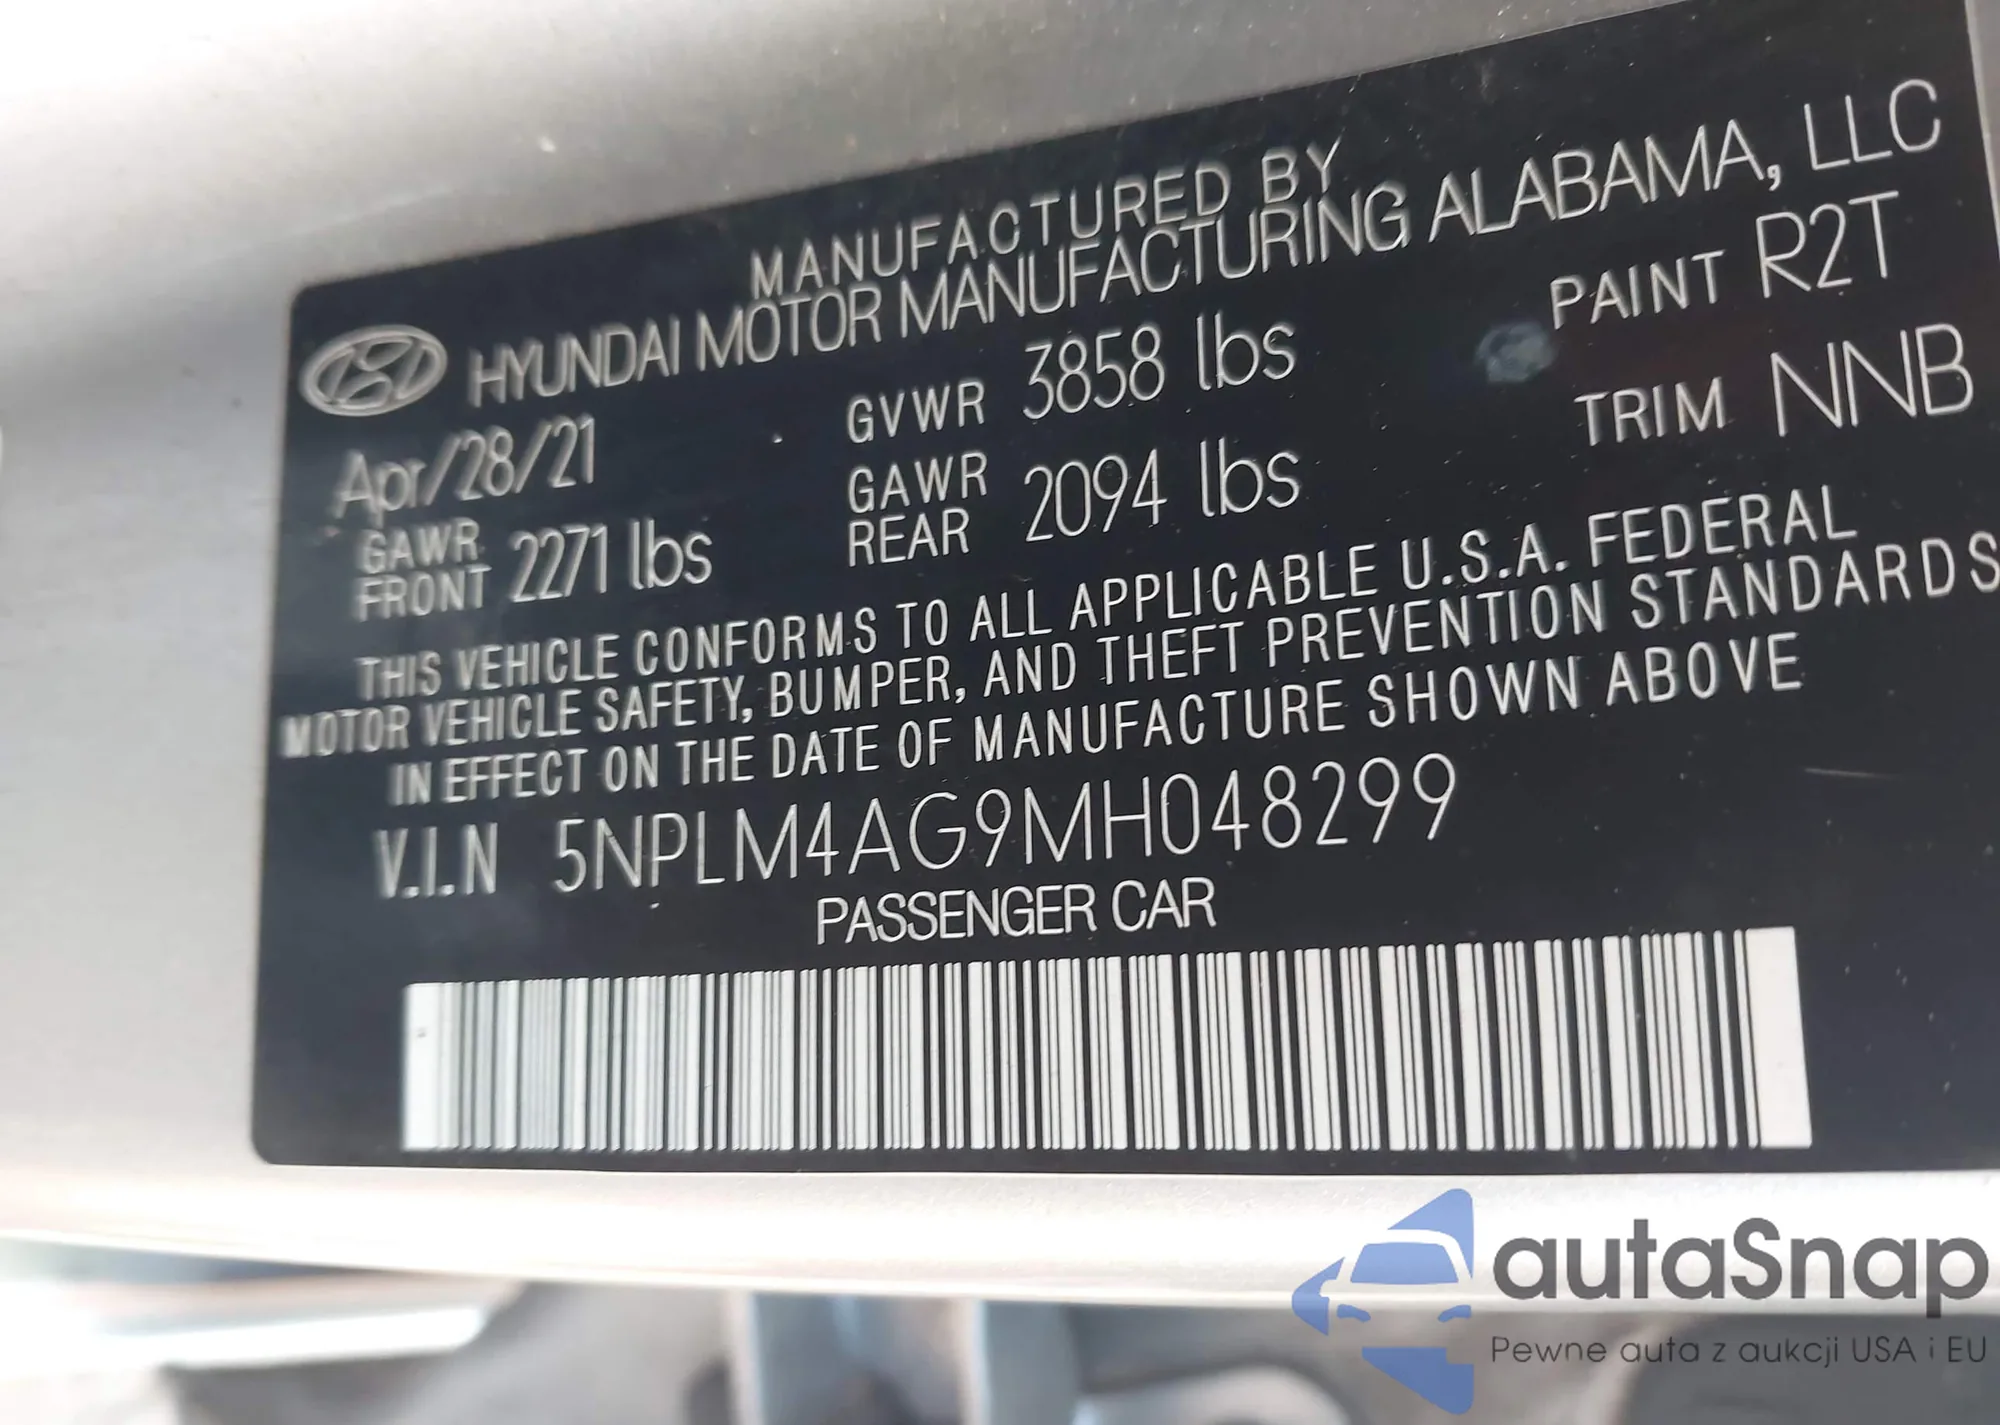 MANUFACTURED BY
HYUNDAI MOTOR MANUFACTURING ALABAMA, LLC
Apr/28/21 GVWR 3858 lbs PAINT R2T
GAWR FRONT 2271 lbs GAWR REAR 2094 lbs TRIM NNB
THIS VEHICLE CONFORMS TO ALL APPLICABLE U.S.A. FEDERAL
MOTOR VEHICLE SAFETY, BUMPER, AND THEFT PREVENTION STANDARDS
IN EFFECT ON THE DATE OF MANUFACTURE SHOWN ABOVE
V.I.N 5NPLM4AG9MH048299
PASSENGER CAR
autaSnap
Pewne auta z aukcji USA i EU